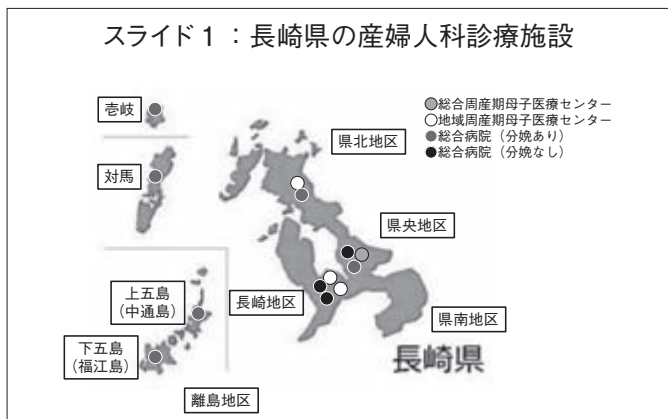 スライド1：長崎県の産婦人科診療施設
総合周産期母子医療センター
地域周産期母子医療センター
総合病院（分娩あり）
総合病院（分娩なし）
壱岐
県北地区
対馬
県央地区
上五島
（中通島）
長崎地区
県南地区
下五島
（福江島）
長崎県
離島地区